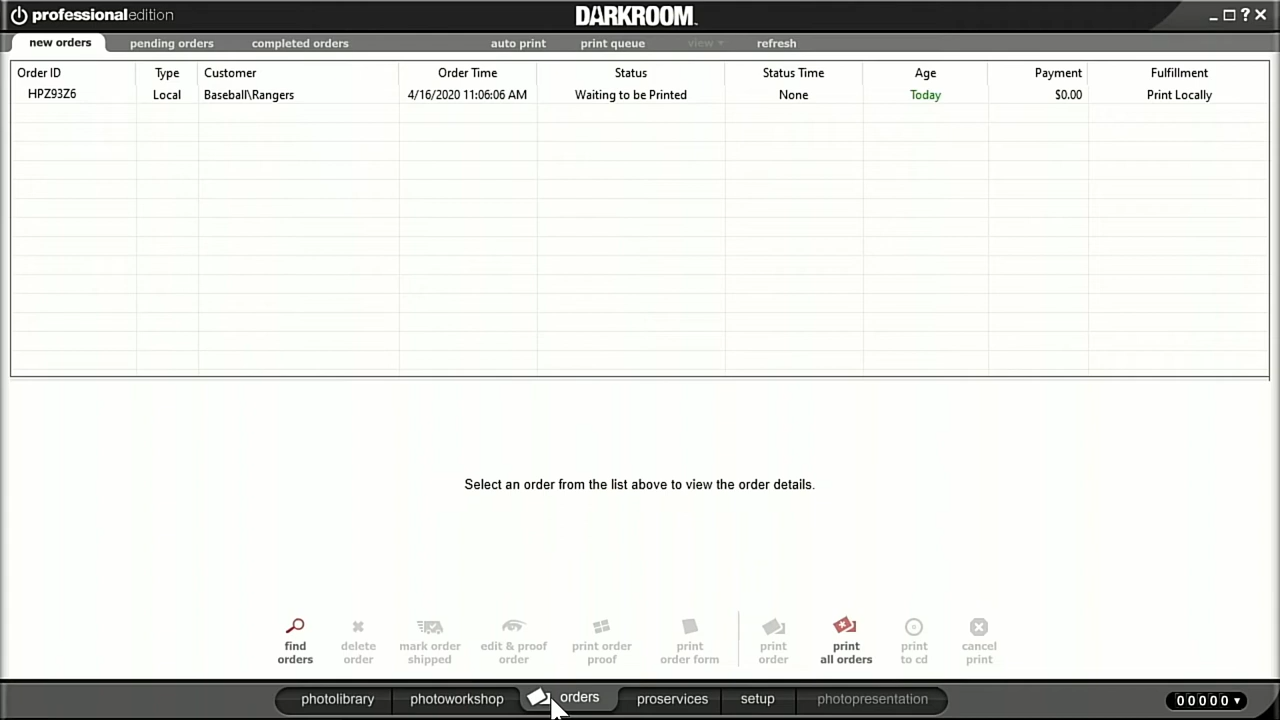 professionaledition
DARKROOM
new orders pending orders completed orders auto print print queue view refresh
Order ID Type Customer Order Time Status Status Time Age Payment Fulfillment
HPZ93Z6 Local Baseball\Rangers 4/16/2020 11:06:06 AM Waiting to be Printed None Today $0.00 Print Locally
Select an order from the list above to view the order details.
find orders
delete order
mark order shipped
edit & proof order
print order proof
print order form
print order
print all orders
print to cd
cancel print
photolibrary photoworkshop orders proservices setup photopresentation 00000